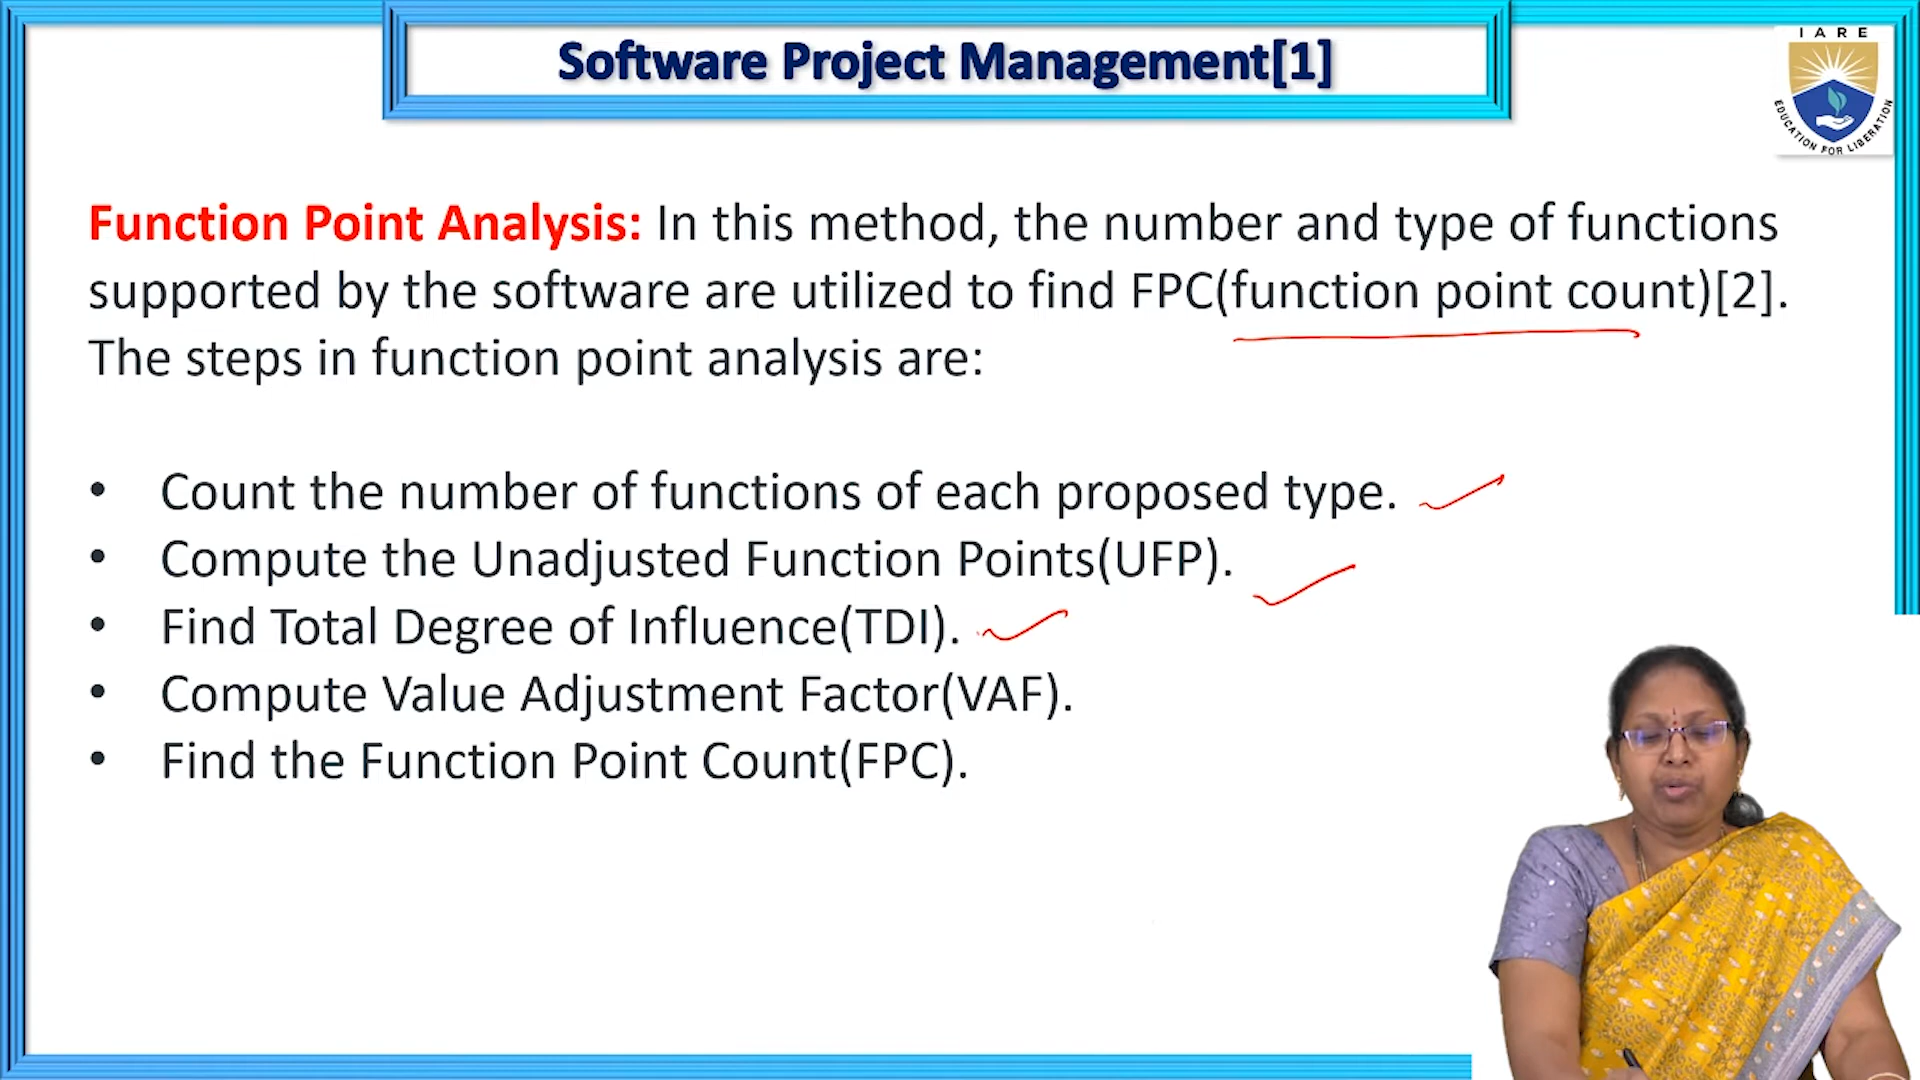 Software Project Management[1]
IARE
EDUCATION FOR LIBERATION
Function Point Analysis: In this method, the number and type of functions
supported by the software are utilized to find FPC(function point count)[2].
The steps in function point analysis are:
• Count the number of functions of each proposed type.
• Compute the Unadjusted Function Points(UFP).
• Find Total Degree of Influence(TDI).
• Compute Value Adjustment Factor(VAF).
• Find the Function Point Count(FPC).